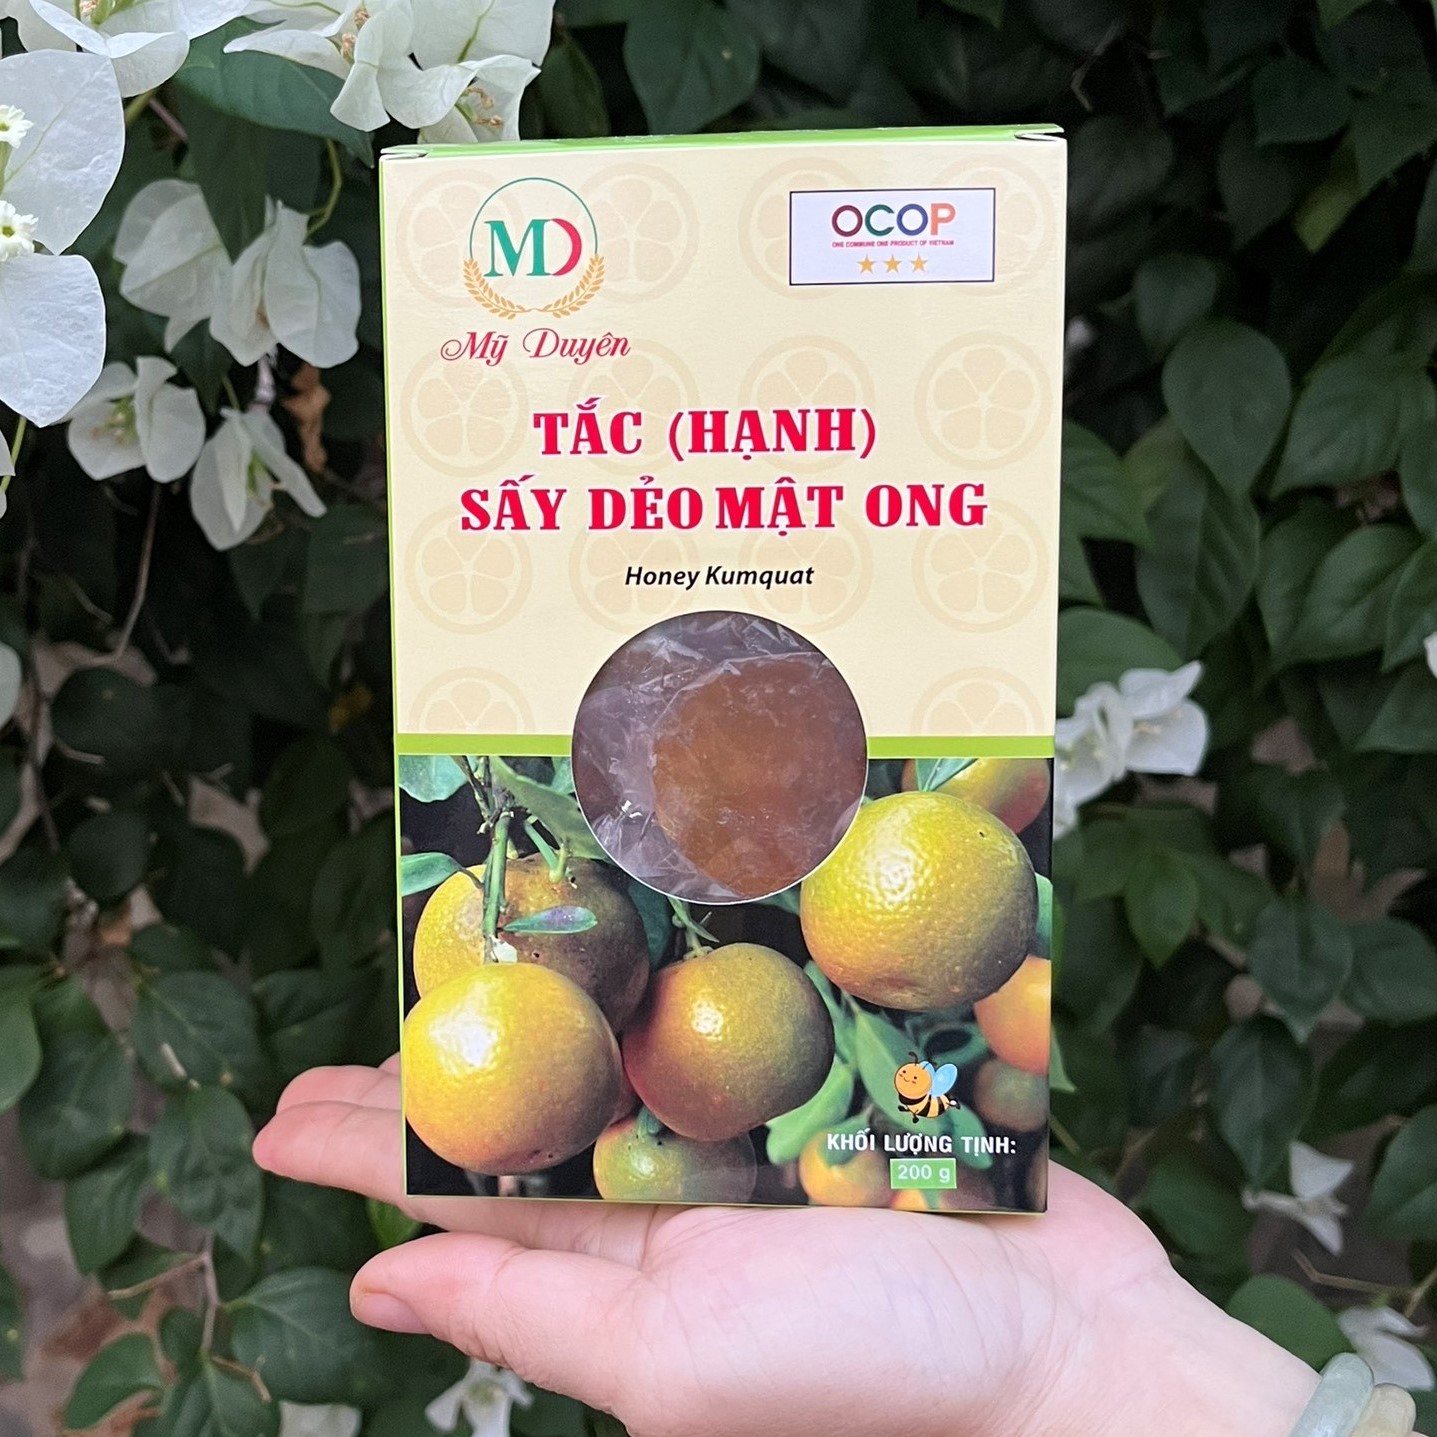 MD
Mỹ Duyên
OCOP
ONE COMMUNE ONE PRODUCT OF VIETNAM
TẮC (HẠNH)
SẤY DẺO MẬT ONG
Honey Kumquat
KHỐI LƯỢNG TỊNH:
200 g